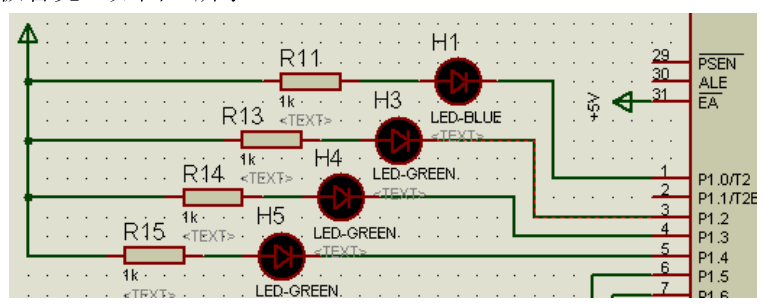 H1
R11
29
PSEN
30
ALE
1k
<TEXT>
+5V
31
EA
H3
R13
LED-BLUE
<TEXT>
1k
<TEXT>
H4
R14
LED-GREEN
<TEXT>
1
P1.0/T2
2
P1.1/T2E
1k
<TEXT>
3
P1.2
H5
R15
LED-GREEN
<TEXT>
4
P1.3
5
P1.4
1k
<TEXT>
LED-GREEN
6
P1.5
7